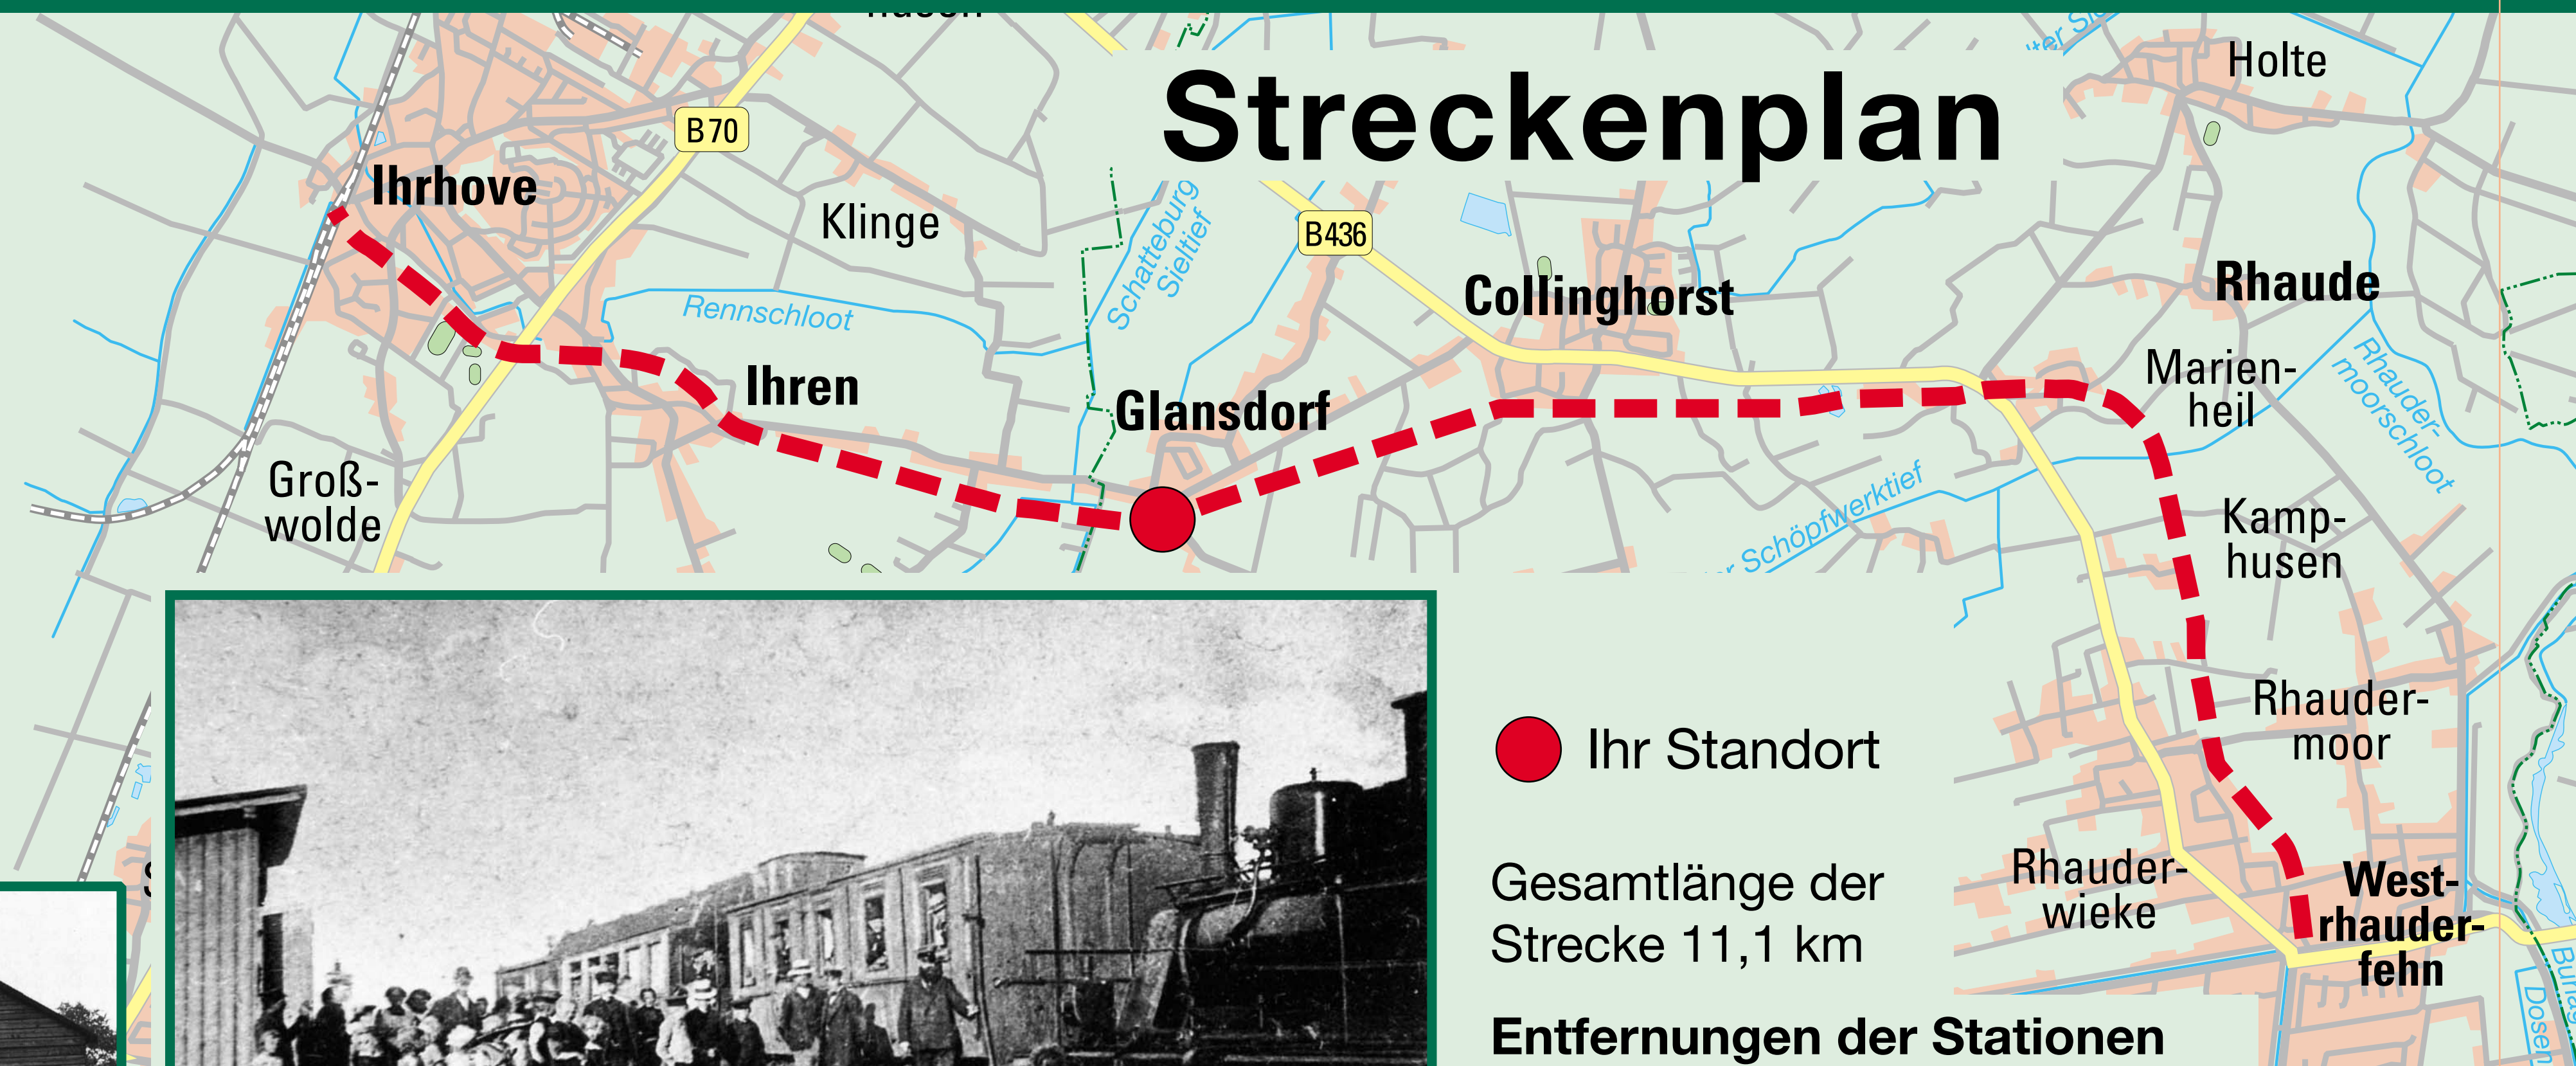 Streckenplan
Holte
B 70
Ihrhove
Klinge
Schatteburg
Sieltief
B436
Collinghorst
Rhaude
Rennschloot
Ihren
Glansdorf
Marien-
heil
Rhauder-
moorschloot
Groß-
wolde
Schöpfwerktief
Kamp-
husen
Rhauder-
moor
Ihr Standort
Gesamtlänge der
Strecke 11,1 km
Rhauder-
wieke
West-
rhauder-
fehn
Entfernungen der Stationen